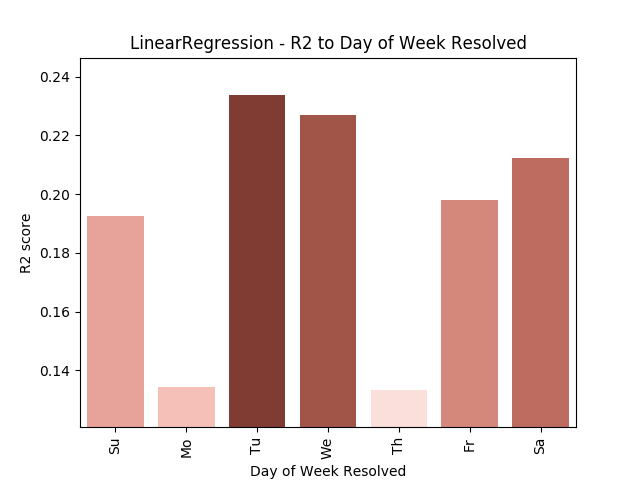 LinearRegression - R2 to Day of Week Resolved
0.24
0.22
0.20
0.18
0.16
0.14
R2 score
Su
Mo
Tu
We
Th
Fr
Sa
Day of Week Resolved